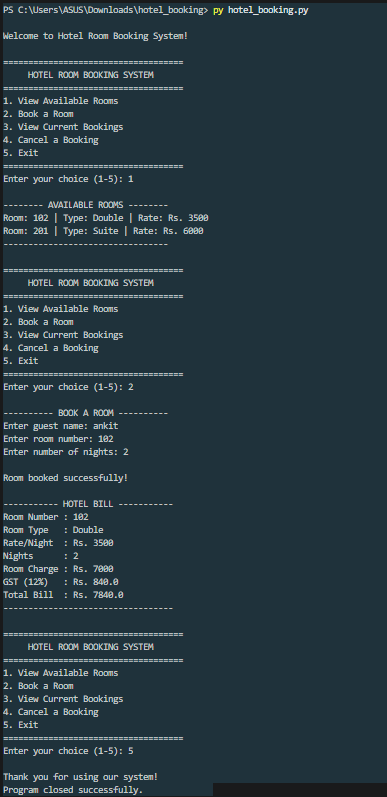 PS C:\Users\ASUS\Downloads\hotel_booking> py hotel_booking.py
Welcome to Hotel Room Booking System!
====================================
HOTEL ROOM BOOKING SYSTEM
====================================
1. View Available Rooms
2. Book a Room
3. View Current Bookings
4. Cancel a Booking
5. Exit
====================================
Enter your choice (1-5): 1
-------- AVAILABLE ROOMS --------
Room: 102 | Type: Double | Rate: Rs. 3500
Room: 201 | Type: Suite | Rate: Rs. 6000
---------------------------------
====================================
HOTEL ROOM BOOKING SYSTEM
====================================
1. View Available Rooms
2. Book a Room
3. View Current Bookings
4. Cancel a Booking
5. Exit
====================================
Enter your choice (1-5): 2
---------- BOOK A ROOM ----------
Enter guest name: ankit
Enter room number: 102
Enter number of nights: 2
Room booked successfully!
----------- HOTEL BILL -----------
Room Number : 102
Room Type   : Double
Rate/Night  : Rs. 3500
Nights      : 2
Room Charge : Rs. 7000
GST (12%)   : Rs. 840.0
Total Bill  : Rs. 7840.0
----------------------------------
====================================
HOTEL ROOM BOOKING SYSTEM
====================================
1. View Available Rooms
2. Book a Room
3. View Current Bookings
4. Cancel a Booking
5. Exit
====================================
Enter your choice (1-5): 5
Thank you for using our system!
Program closed successfully.